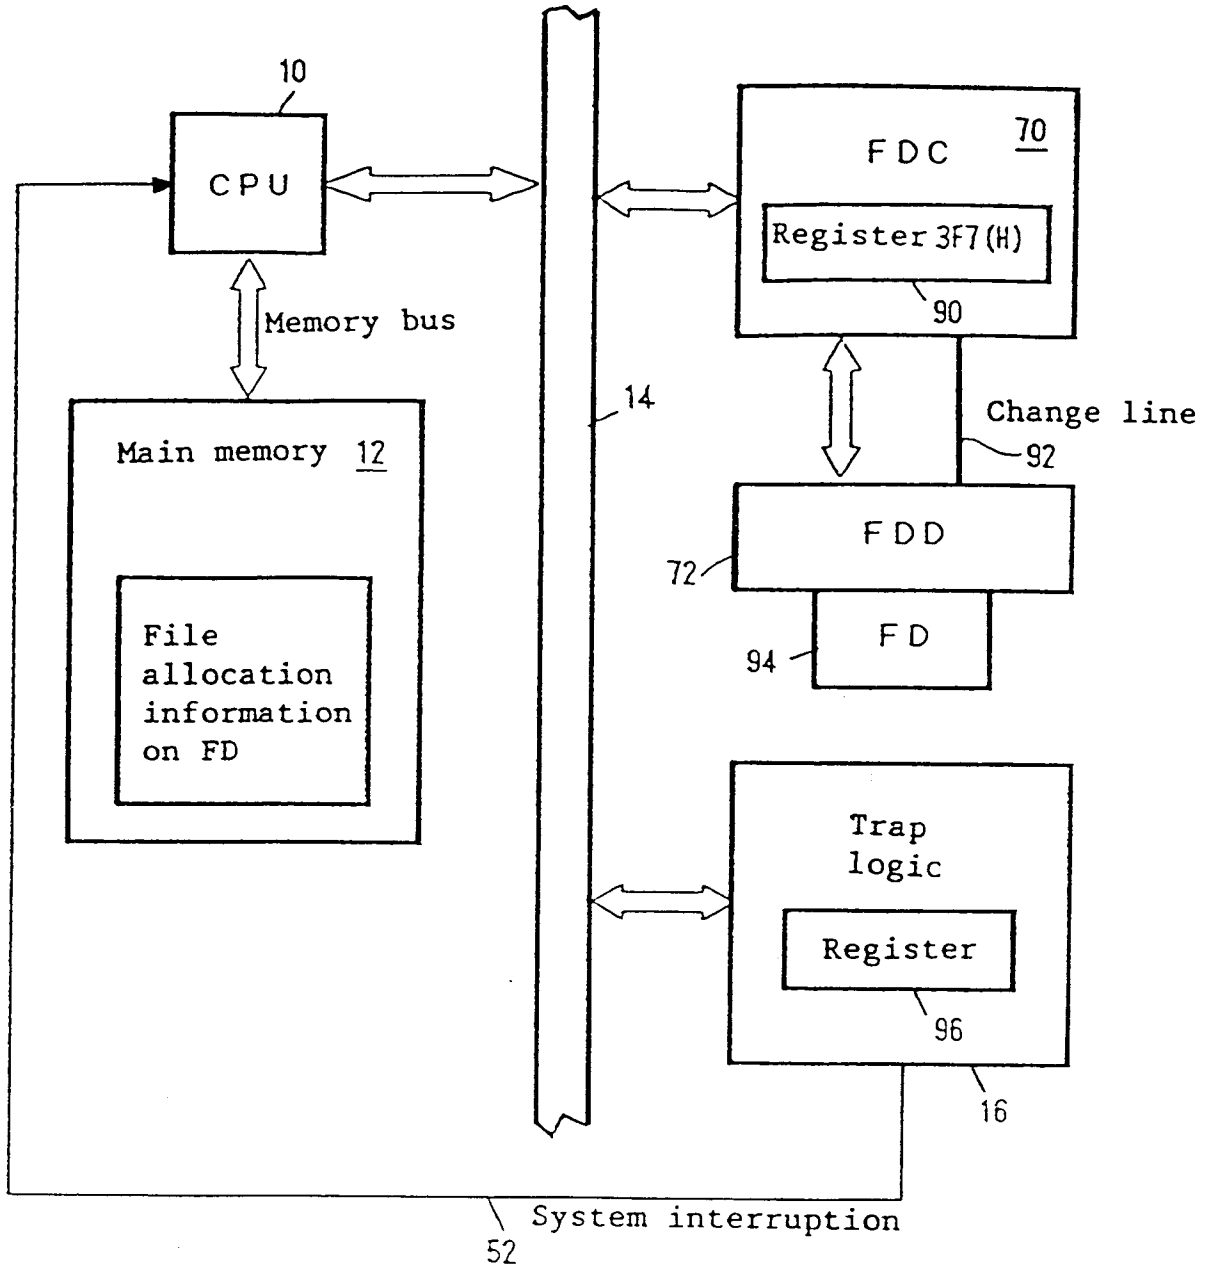 10
CPU
Memory bus
Main memory 12
File
allocation
information
on FD
14
70
FDC
Register 3F7(H)
90
Change line
92
FDD
72
FD
94
Trap
logic
Register
96
16
System interruption
52